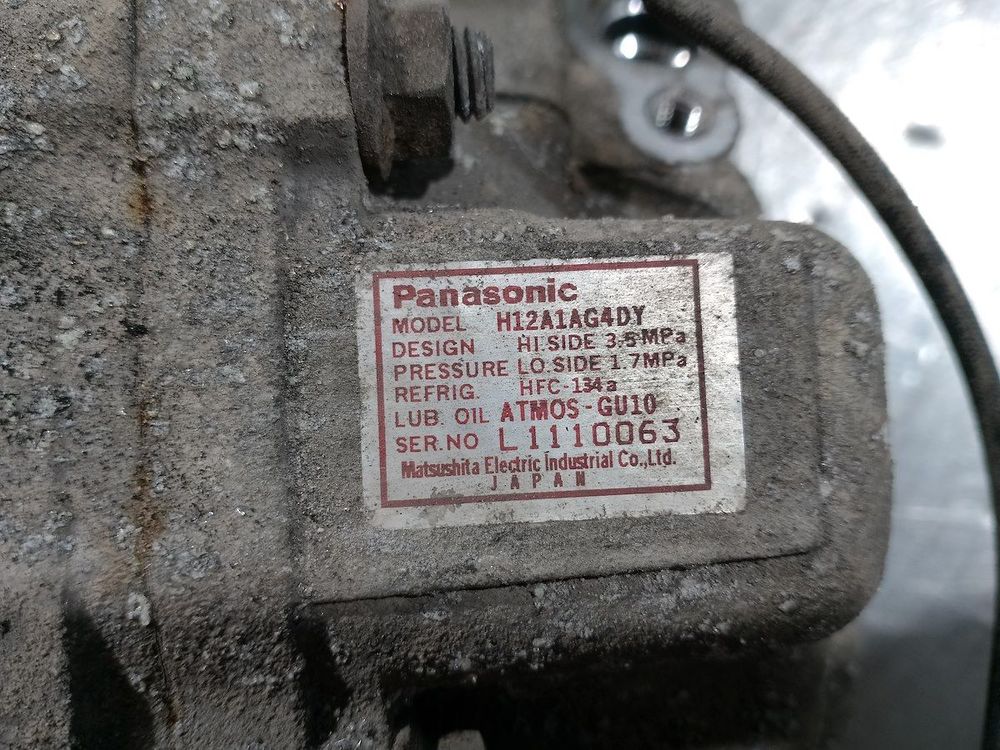 Panasonic
MODEL H12A1AG4DY
DESIGN HI.SIDE 3.5MPa
PRESSURE LO.SIDE 1.7MPa
REFRIG. HFC-134a
LUB. OIL ATMOS-GU10
SER.NO L1110063
Matsushita Electric Industrial Co.,Ltd.
JAPAN